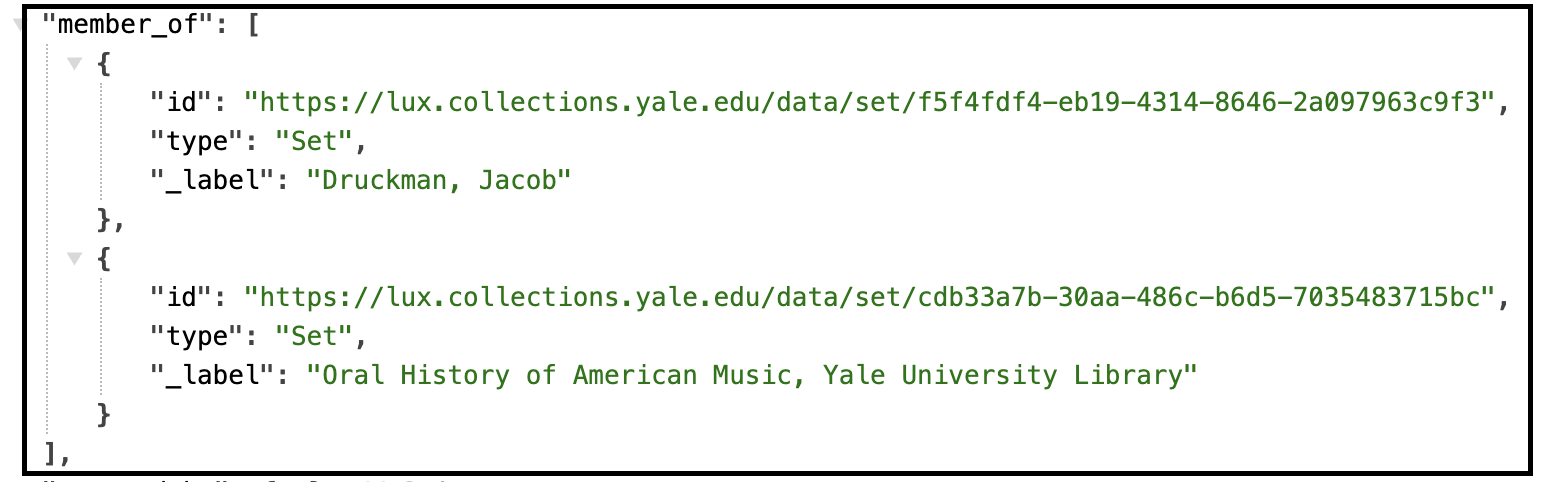 "member_of": [
{
"id": "https://lux.collections.yale.edu/data/set/f5f4fdf4-eb19-4314-8646-2a097963c9f3",
"type": "Set",
"_label": "Druckman, Jacob"
},
{
"id": "https://lux.collections.yale.edu/data/set/cdb33a7b-30aa-486c-b6d5-7035483715bc",
"type": "Set",
"_label": "Oral History of American Music, Yale University Library"
}
],